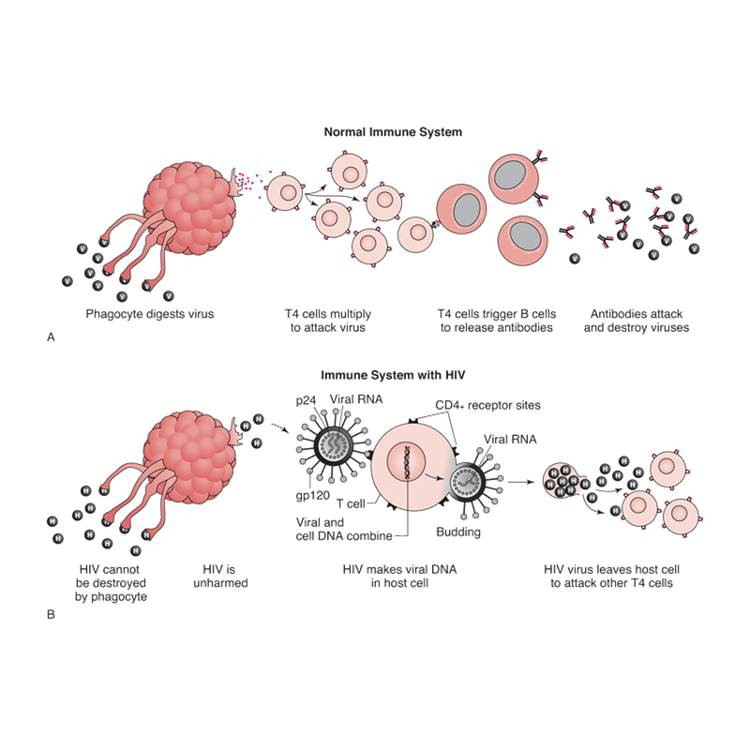 Normal Immune System
V V V V V V V V V
V V V V V V V V
Phagocyte digests virus
T4 cells multiply
to attack virus
T4 cells trigger B cells
to release antibodies
Antibodies attack
and destroy viruses
A
Immune System with HIV
p24
Viral RNA
CD4+ receptor sites
Viral RNA
gp120
T cell
Viral and
cell DNA combine
Budding
H H H
H H H H H H H H H
H H H H H H H H H H H H
HIV cannot
be destroyed
by phagocyte
HIV is
unharmed
HIV makes viral DNA
in host cell
HIV virus leaves host cell
to attack other T4 cells
B